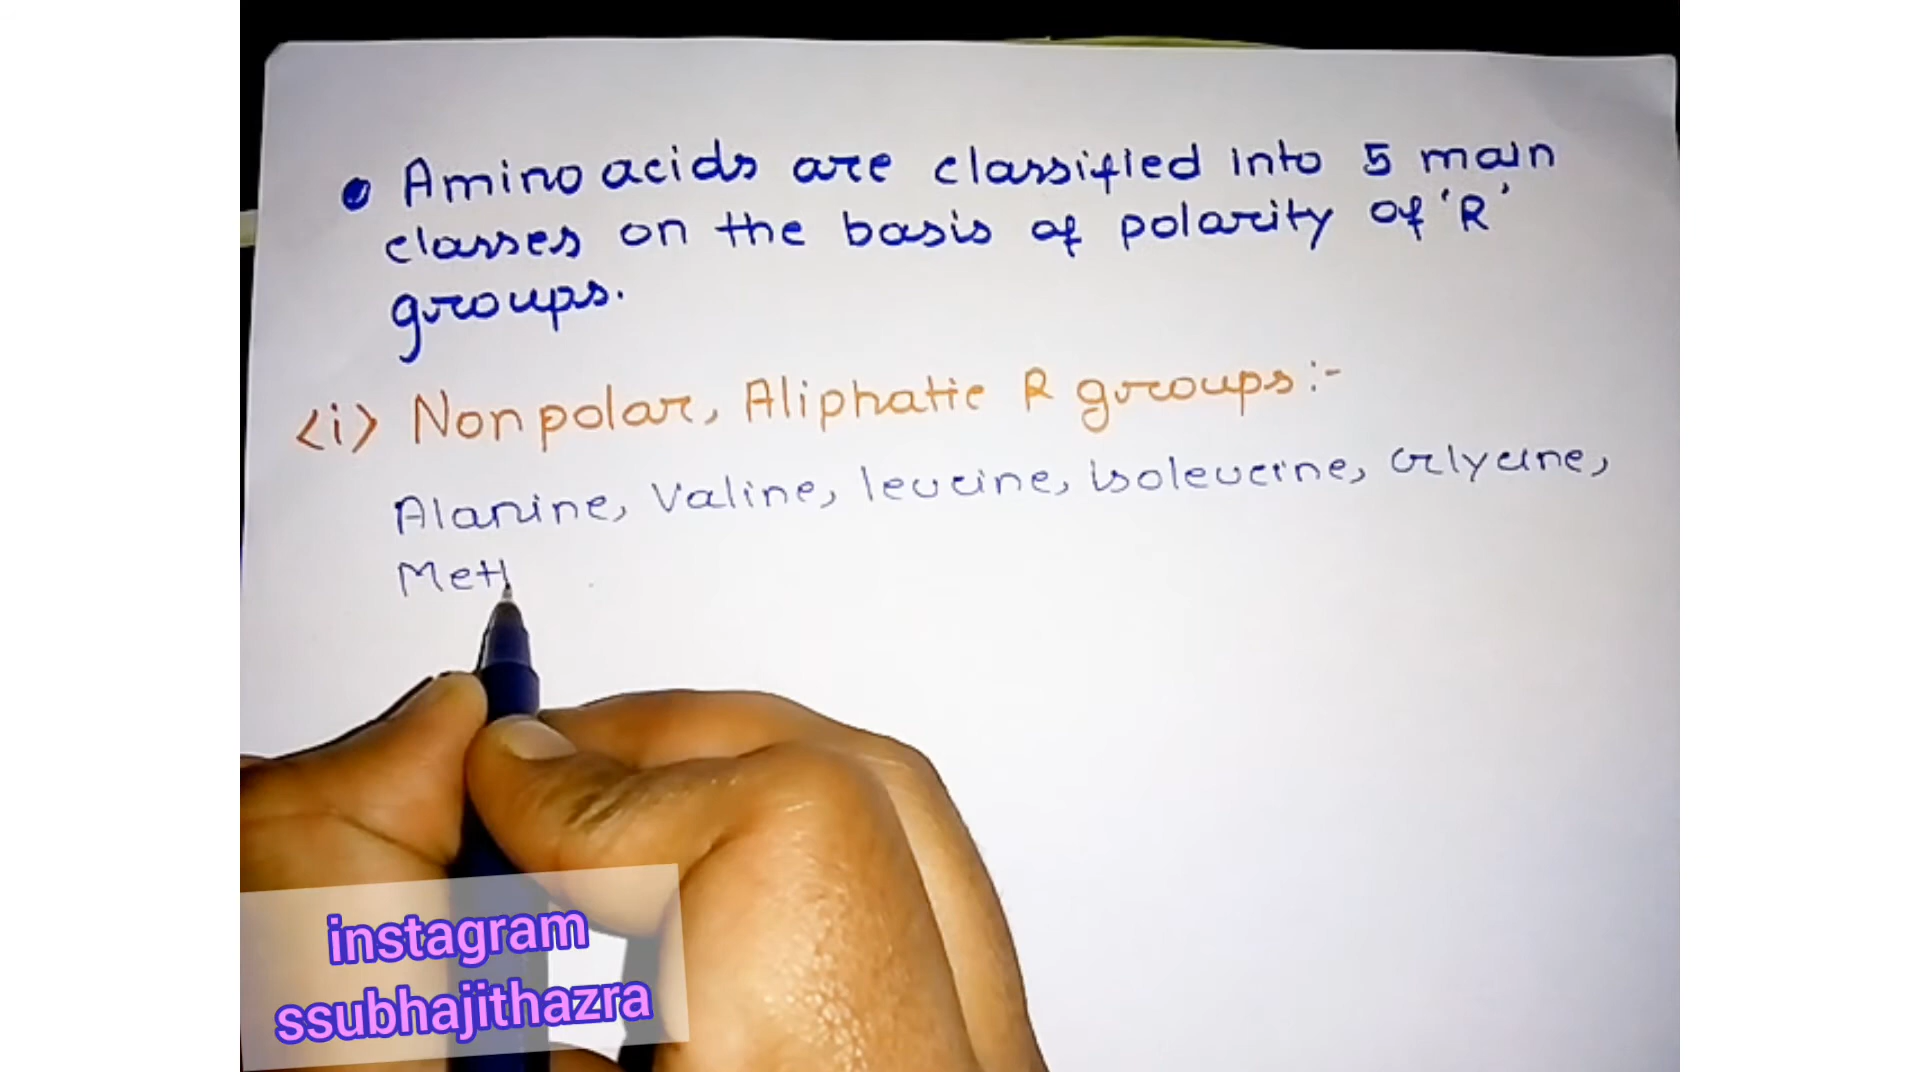 • Amino acids are classified into 5 main
classes on the basis of polarity of 'R'
groups.
<i> Nonpolar, Aliphatic R groups:-
Alanine, Valine, leucine, isoleucine, Glycine,
Meth
instagram
ssubhajithazra